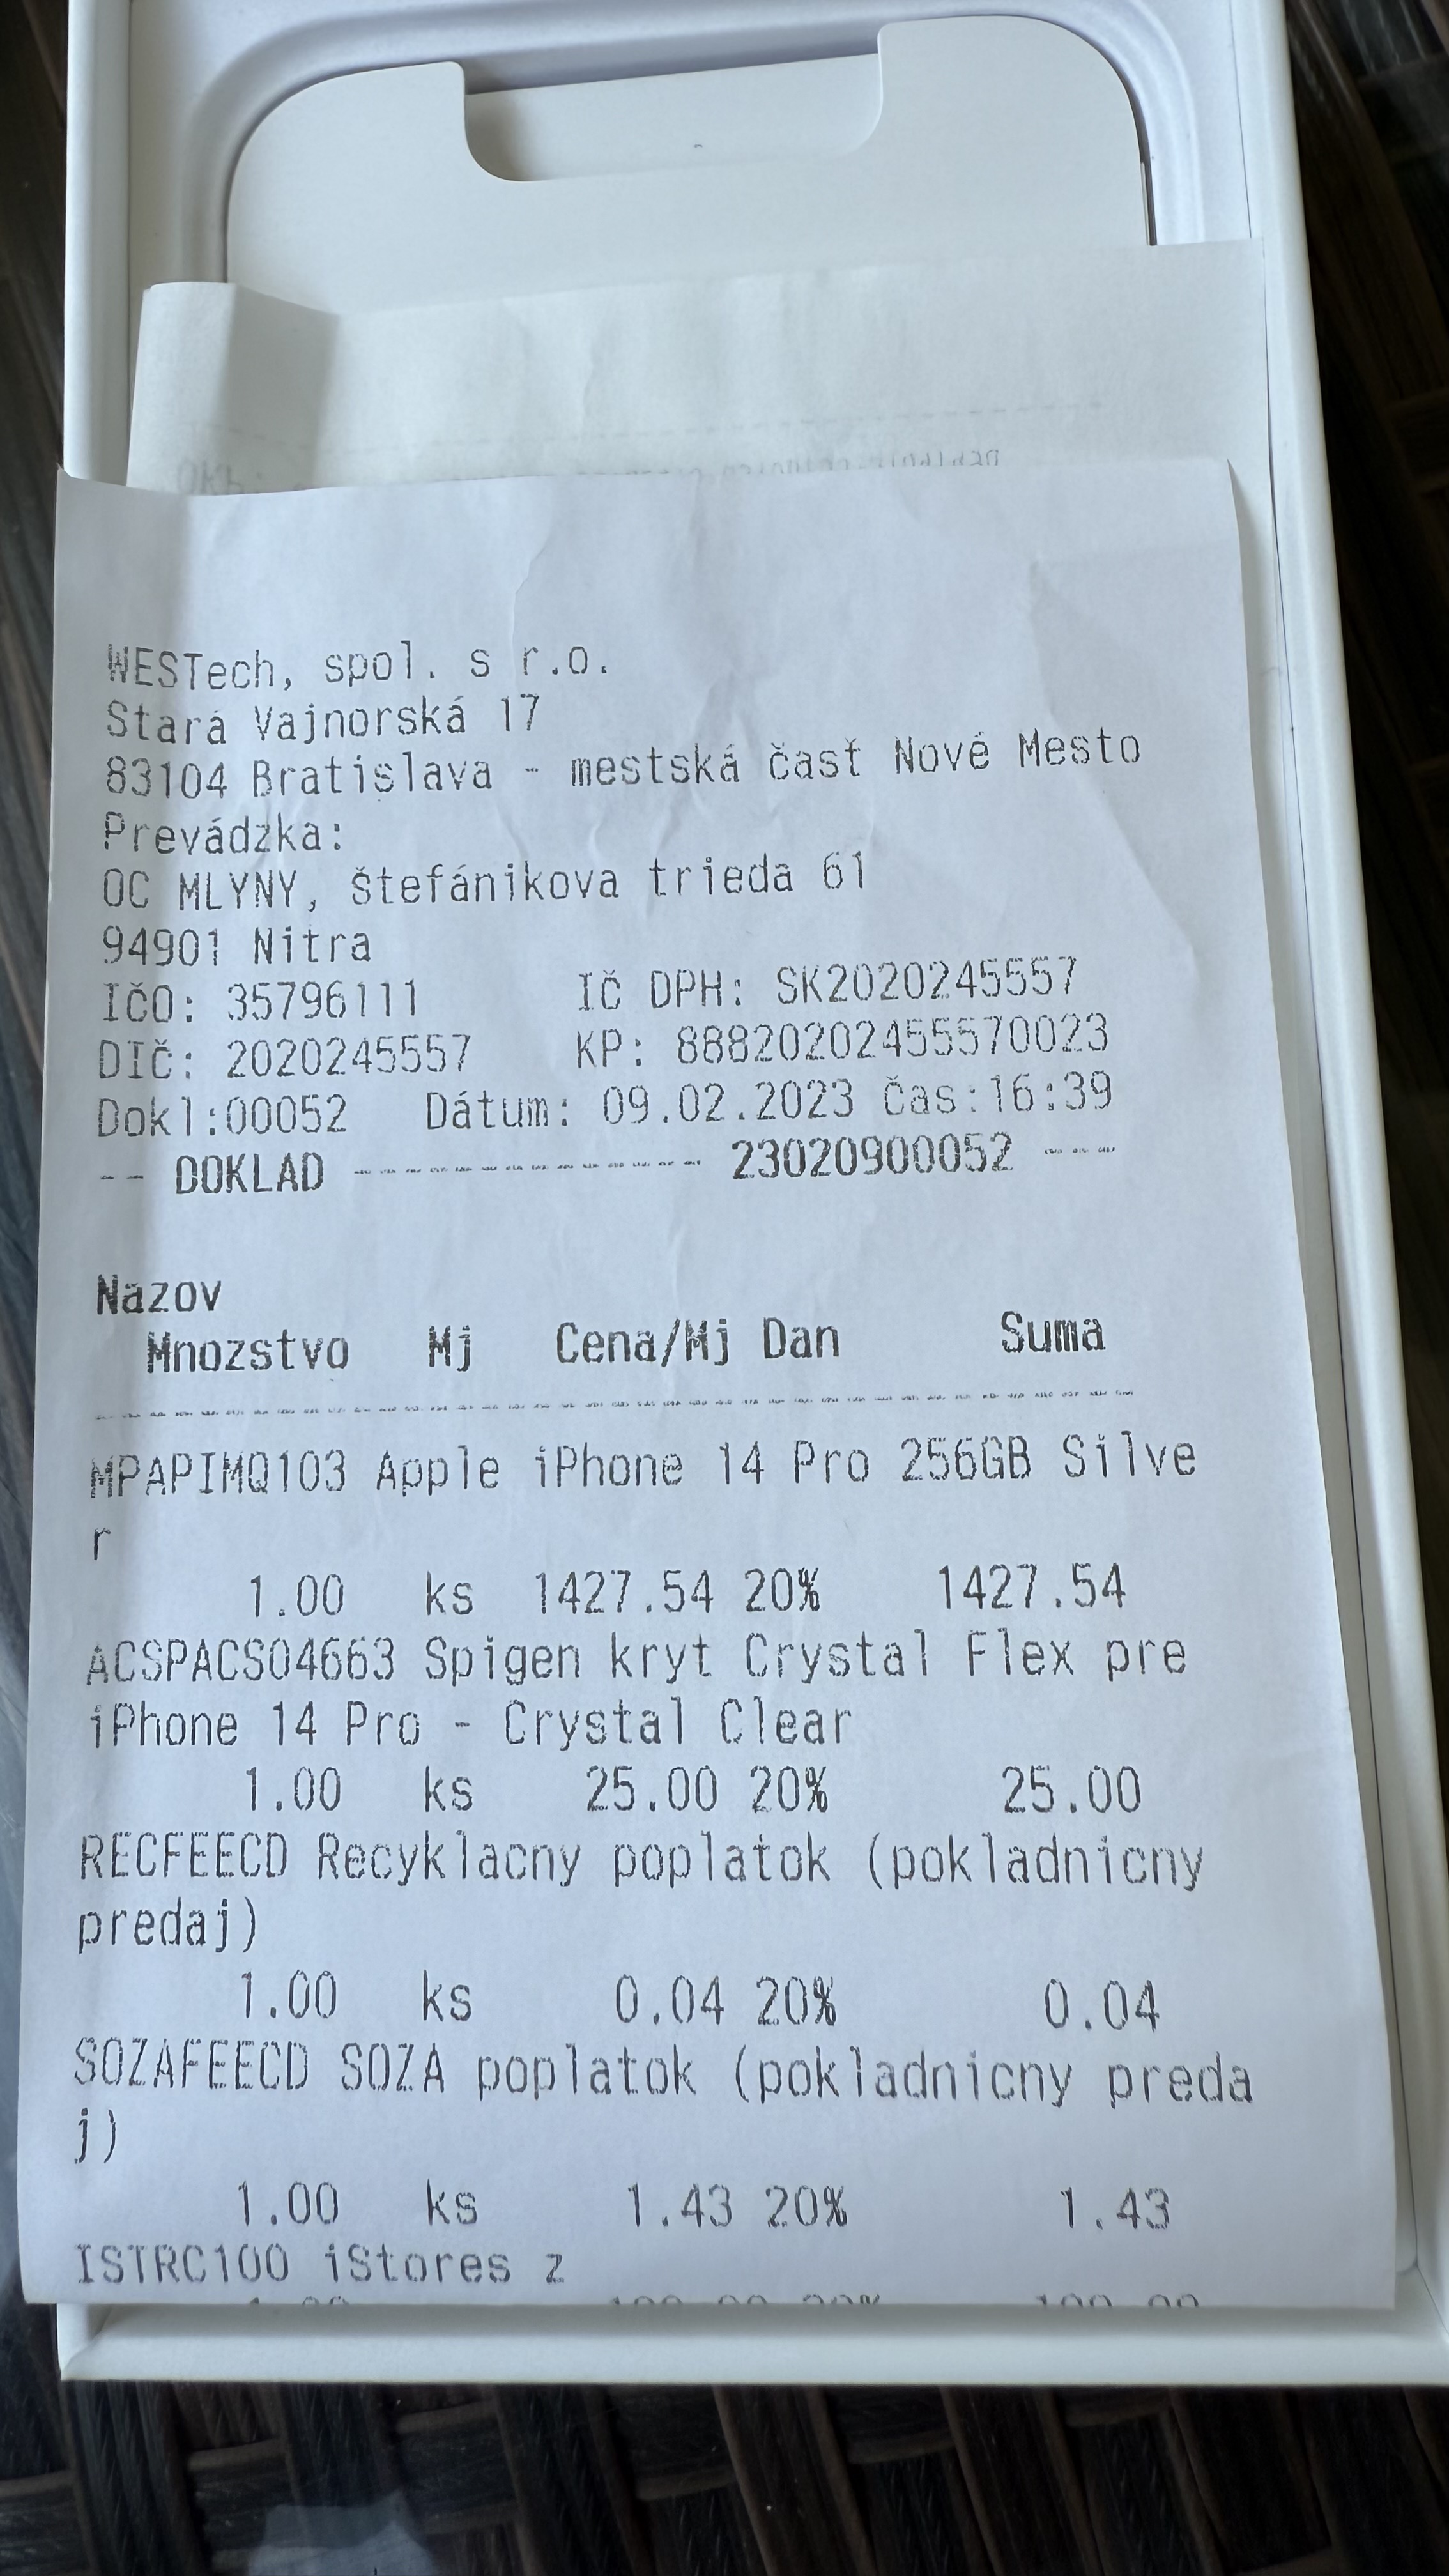 WESTech, spol. s r.o.
Stará Vajnorská 17
83104 Bratislava - mestská časť Nové Mesto
Prevádzka:
OC MLYNY, Štefánikova trieda 61
94901 Nitra
IČO: 35796111 IČ DPH: SK2020245557
DIČ: 2020245557 KP: 88820202455570023
Dokl:00052 Dátum: 09.02.2023 Čas:16:39
-- DOKLAD -------------- 23020900052 ---
Nazov
Mnozstvo Mj Cena/Mj Dan Suma
MPAPIMQ103 Apple iPhone 14 Pro 256GB Silve
r
1.00 ks 1427.54 20% 1427.54
ACSPACS04663 Spigen kryt Crystal Flex pre
iPhone 14 Pro - Crystal Clear
1.00 ks 25.00 20% 25.00
RECFEECD Recyklacny poplatok (pokladnicny
predaj)
1.00 ks 0.04 20% 0.04
SOZAFEECD SOZA poplatok (pokladnicny preda
j)
1.00 ks 1.43 20% 1.43
ISTRC100 iStores z